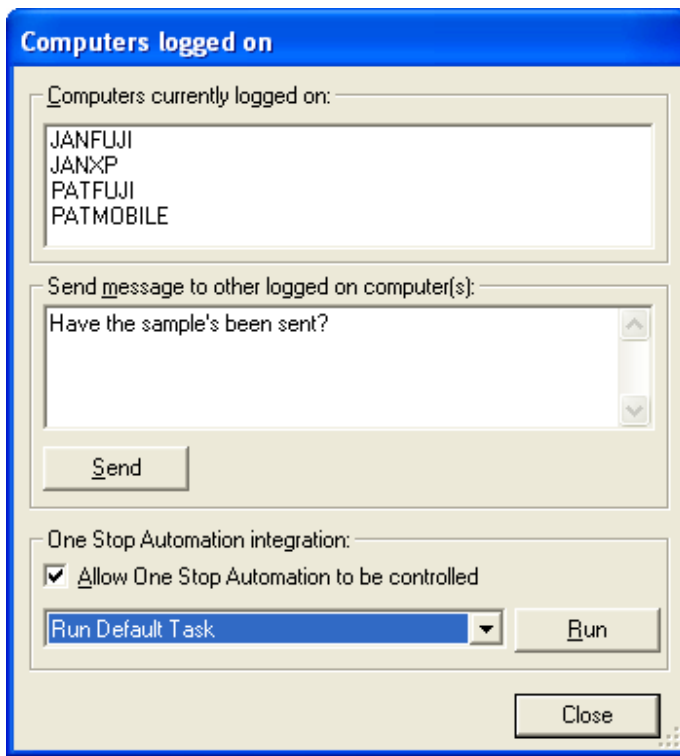 Computers logged on
Computers currently logged on:
JANFUJI
JANXP
PATFUJI
PATMOBILE
Send message to other logged on computer(s):
Have the sample's been sent?
Send
One Stop Automation integration:
Allow One Stop Automation to be controlled
Run Default Task
Run
Close